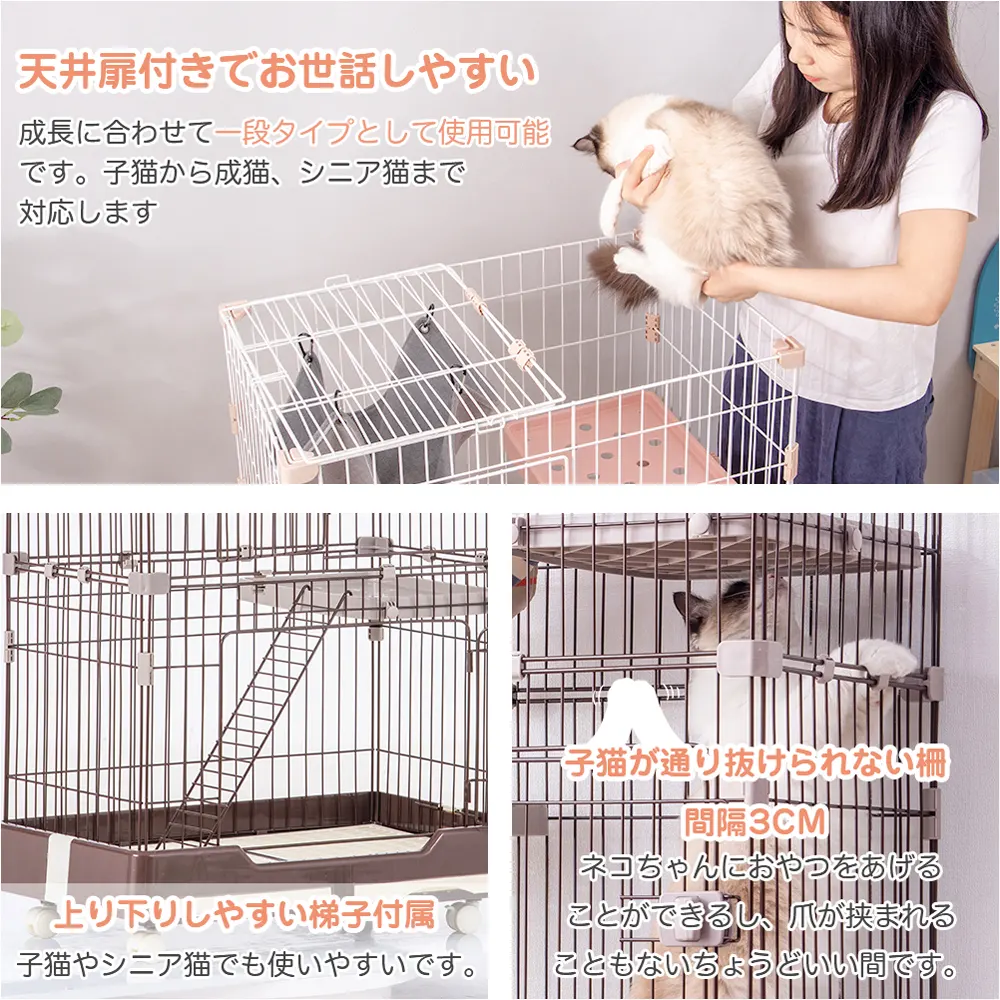 天井扉付きでお世話しやすい
成長に合わせて一段タイプとして使用可能
です。子猫から成猫、シニア猫まで
対応します
上り下りしやすい梯子付属
子猫やシニア猫でも使いやすいです。
子猫が通り抜けられない柵
間隔3CM
ネコちゃんにおやつをあげる
ことができるし、爪が挟まれる
こともないちょうどいい間です。